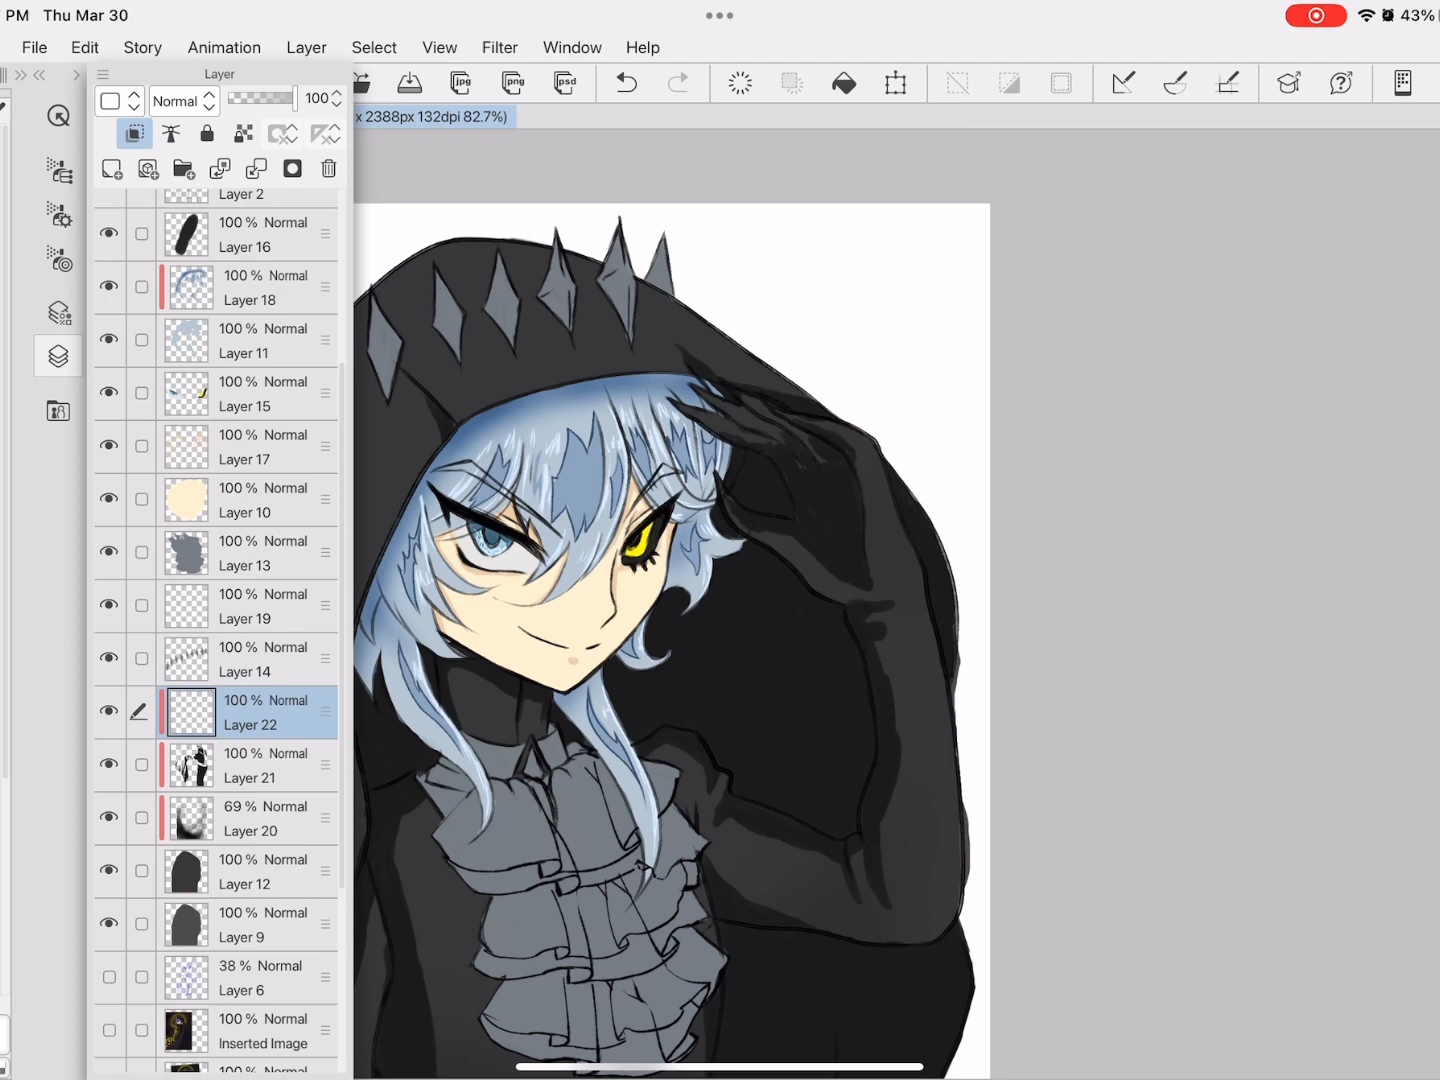 PM Thu Mar 30
43%
File Edit Story Animation Layer Select View Filter Window Help
Layer
jpg png psd
Normal 100
x 2388px 132dpi 82.7%)
Layer 2
100 % Normal
Layer 16
100 % Normal
Layer 18
100 % Normal
Layer 11
100 % Normal
Layer 15
100 % Normal
Layer 17
100 % Normal
Layer 10
100 % Normal
Layer 13
100 % Normal
Layer 19
100 % Normal
Layer 14
100 % Normal
Layer 22
100 % Normal
Layer 21
69 % Normal
Layer 20
100 % Normal
Layer 12
100 % Normal
Layer 9
38 % Normal
Layer 6
100 % Normal
Inserted Image
100 % Normal